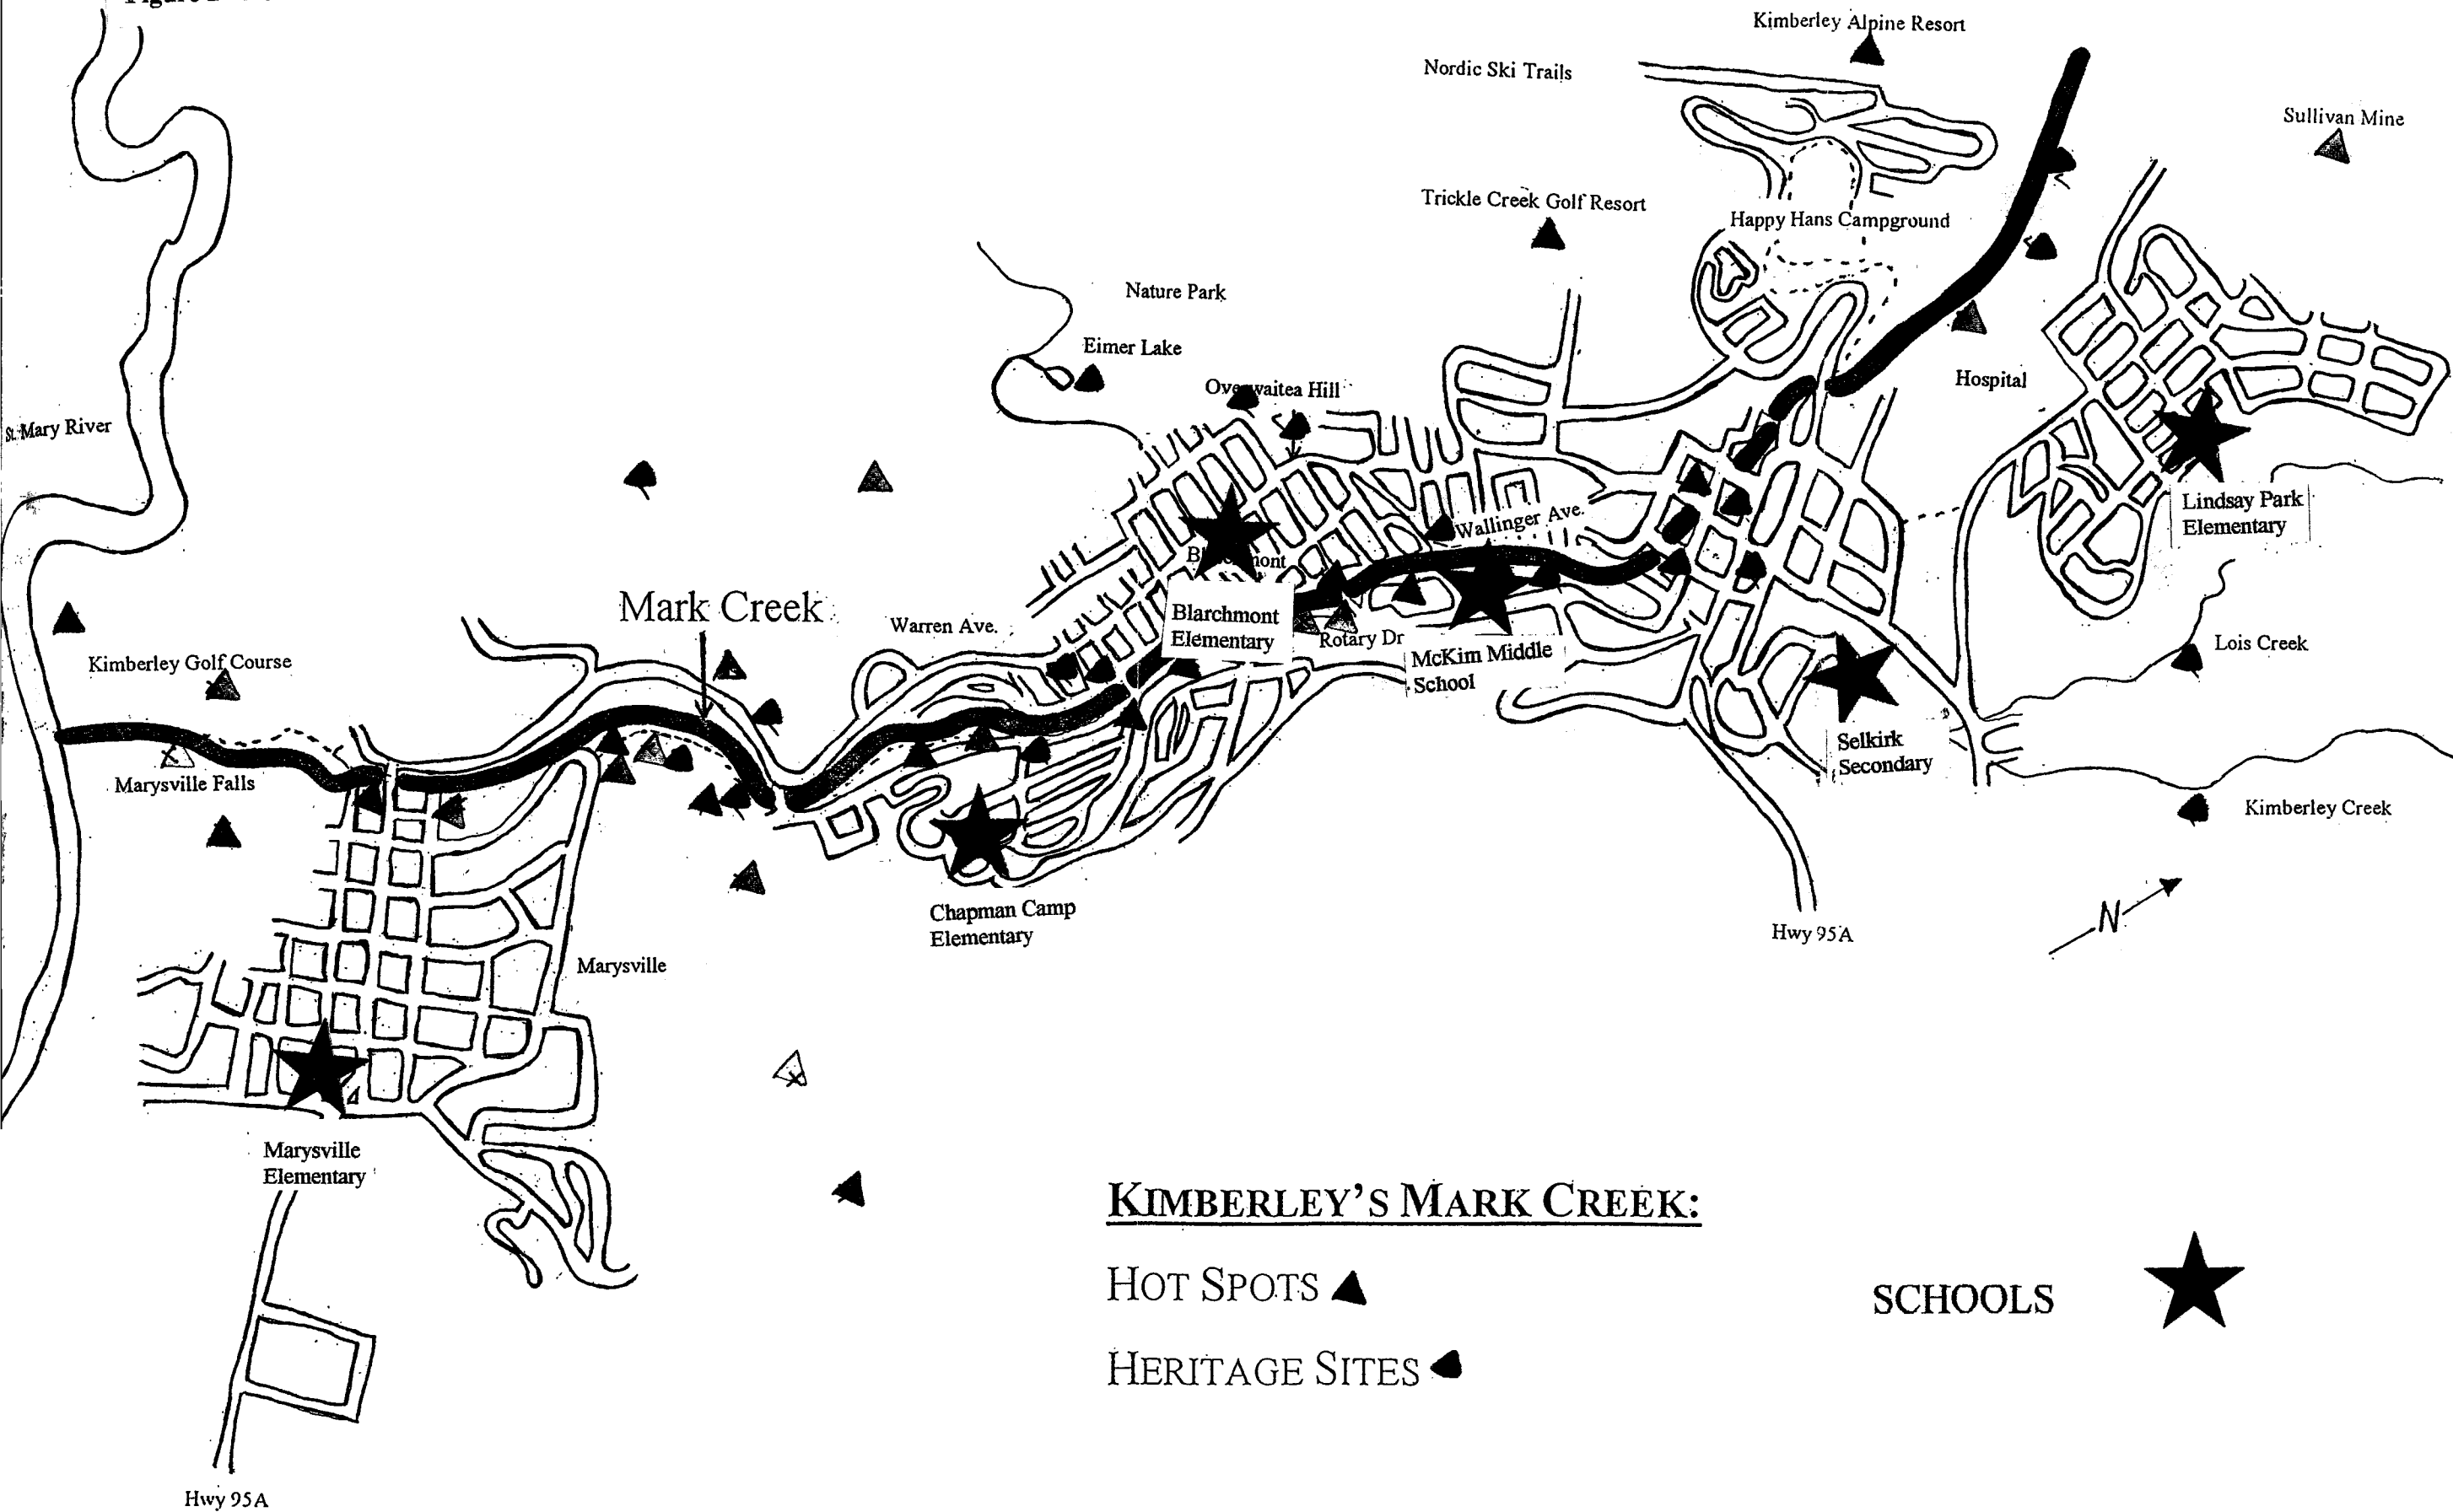 Kimberley Alpine Resort
Nordic Ski Trails
Sullivan Mine
Trickle Creek Golf Resort
Happy Hans Campground
Nature Park
Eimer Lake
Hospital
St. Mary River
Wallinger Ave.
Lindsay Park
Elementary
Mark Creek
Warren Ave.
Blarchmont
Elementary
Rotary Dr
McKim Middle
School
Lois Creek
Kimberley Golf Course
Selkirk
Secondary
Marysville Falls
Kimberley Creek
Chapman Camp
Elementary
N
Hwy 95A
Marysville
Marysville
Elementary
KIMBERLEY'S MARK CREEK:
HOT SPOTS
SCHOOLS
HERITAGE SITES
Hwy 95A